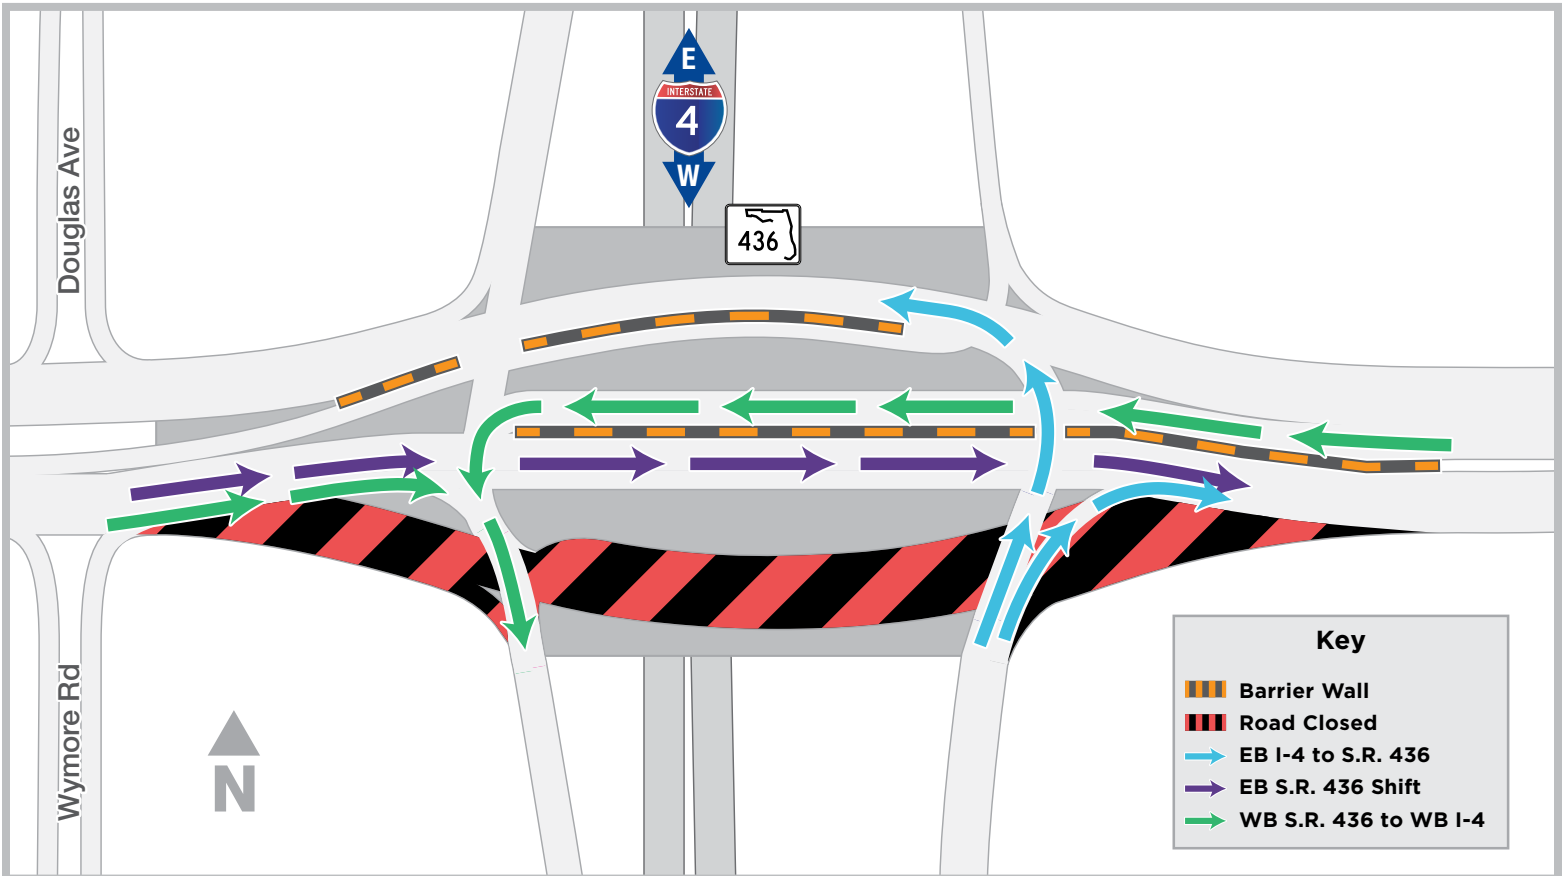 E
INTERSTATE
4
W
436
Douglas Ave
Wymore Rd
N
Key
Barrier Wall
Road Closed
EB I-4 to S.R. 436
EB S.R. 436 Shift
WB S.R. 436 to WB I-4